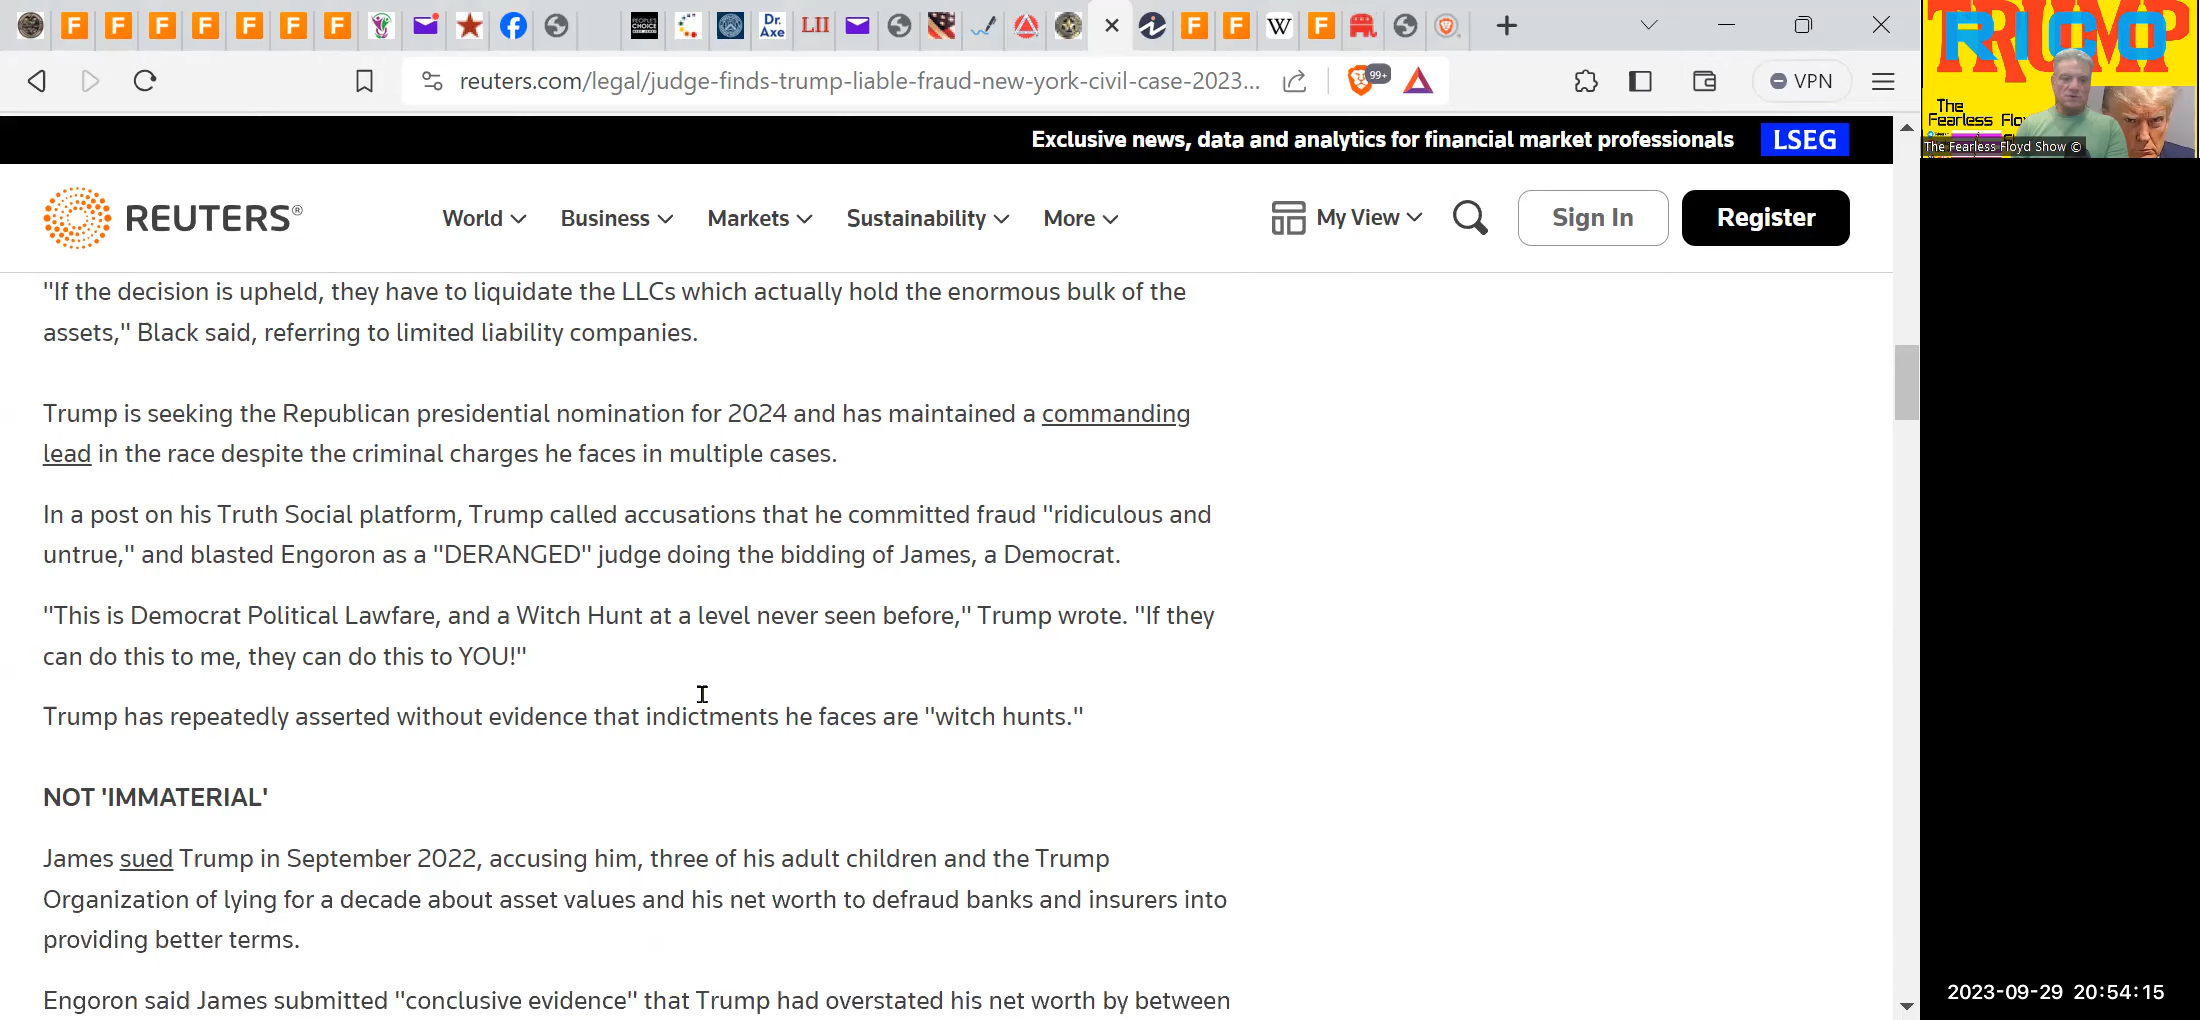 F F F F F F F
PEOPLE'S CHOICE
Dr. Axe
LII
F F W F
reuters.com/legal/judge-finds-trump-liable-fraud-new-york-civil-case-2023...
99+
VPN
Exclusive news, data and analytics for financial market professionals LSEG
REUTERS®
World Business Markets Sustainability More My View Sign In Register
"If the decision is upheld, they have to liquidate the LLCs which actually hold the enormous bulk of the
assets," Black said, referring to limited liability companies.
Trump is seeking the Republican presidential nomination for 2024 and has maintained a commanding
lead in the race despite the criminal charges he faces in multiple cases.
In a post on his Truth Social platform, Trump called accusations that he committed fraud "ridiculous and
untrue," and blasted Engoron as a "DERANGED" judge doing the bidding of James, a Democrat.
"This is Democrat Political Lawfare, and a Witch Hunt at a level never seen before," Trump wrote. "If they
can do this to me, they can do this to YOU!"
Trump has repeatedly asserted without evidence that indictments he faces are "witch hunts."
NOT 'IMMATERIAL'
James sued Trump in September 2022, accusing him, three of his adult children and the Trump
Organization of lying for a decade about asset values and his net worth to defraud banks and insurers into
providing better terms.
Engoron said James submitted "conclusive evidence" that Trump had overstated his net worth by between
TRUMP
RICO
The
Fearless Flo
The Fearless Floyd Show ©
2023-09-29 20:54:15